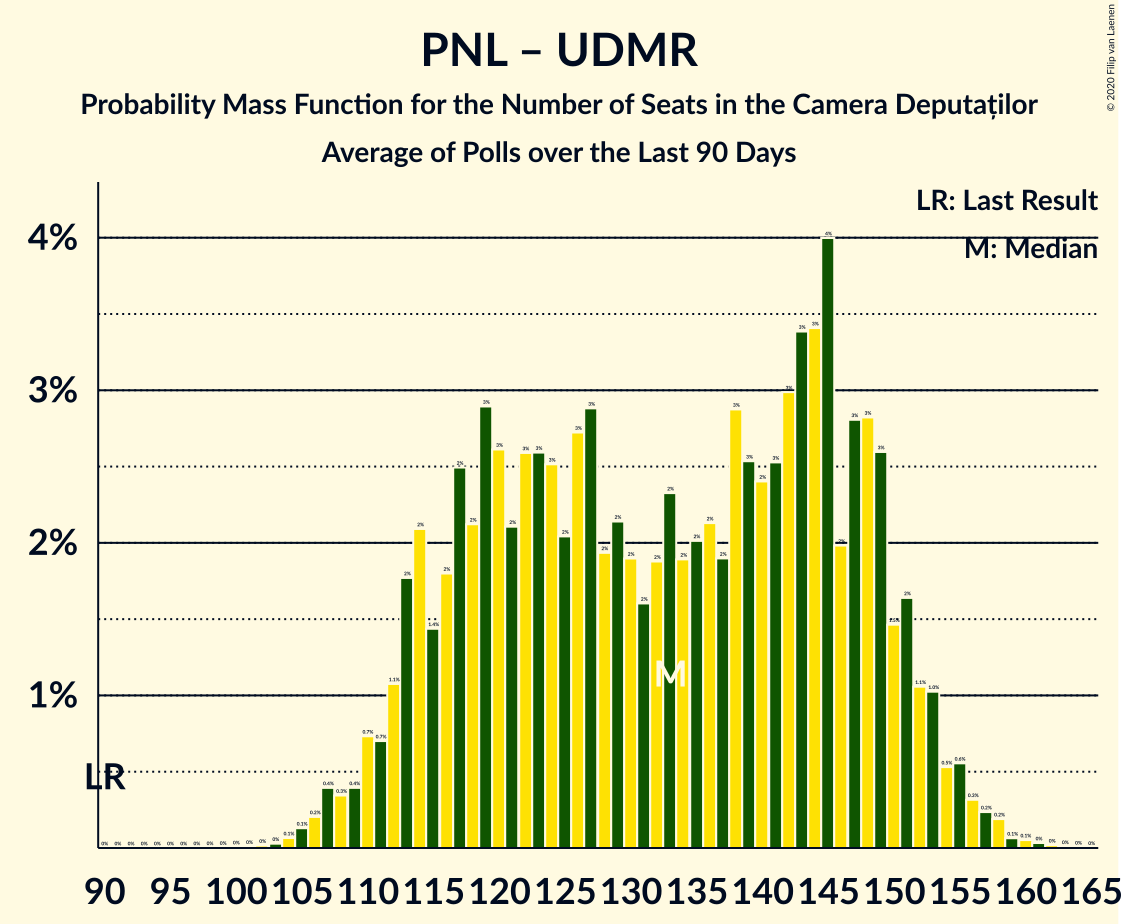 PNL – UDMR
Probability Mass Function for the Number of Seats in the Camera Deputaților
Average of Polls over the Last 90 Days
© 2020 Filip van Laenen
LR: Last Result
M: Median
4%
3%
2%
1%
LR
M
90 95 100 105 110 115 120 125 130 135 140 145 150 155 160 165